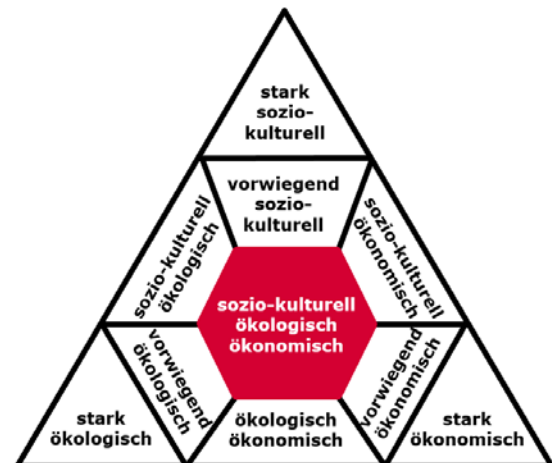 stark
sozio-
kulturell
vorwiegend
sozio-
kulturell
sozio-kulturell
ökologisch
sozio-kulturell
ökonomisch
sozio-kulturell
ökologisch
ökonomisch
stark
ökologisch
vorwiegend
ökologisch
ökologisch
ökonomisch
vorwiegend
ökonomisch
stark
ökonomisch